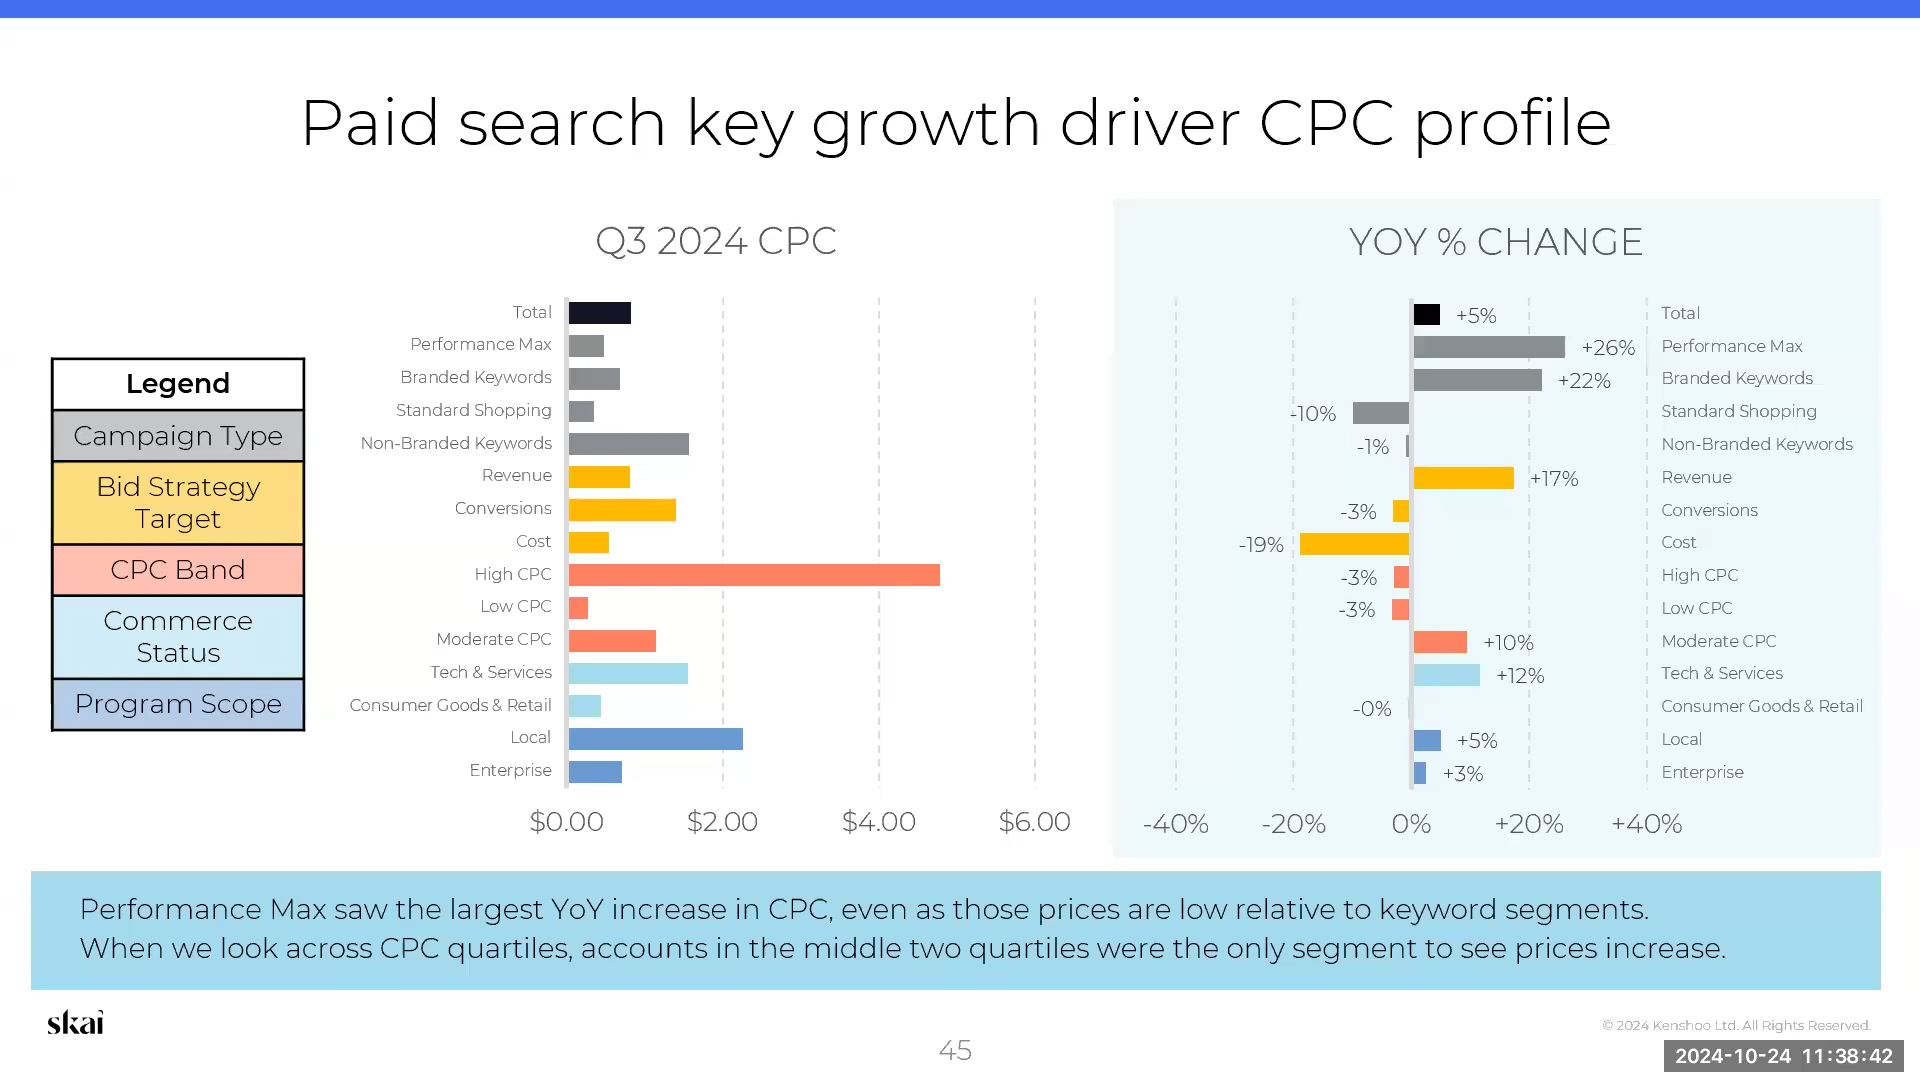 Paid search key growth driver CPC profile
Legend
Campaign Type
Bid Strategy
Target
CPC Band
Commerce
Status
Program Scope
Q3 2024 CPC
Total
Performance Max
Branded Keywords
Standard Shopping
Non-Branded Keywords
Revenue
Conversions
Cost
High CPC
Low CPC
Moderate CPC
Tech & Services
Consumer Goods & Retail
Local
Enterprise
$0.00 $2.00 $4.00 $6.00
YOY % CHANGE
+5% Total
+26% Performance Max
+22% Branded Keywords
-10% Standard Shopping
-1% Non-Branded Keywords
+17% Revenue
-3% Conversions
-19% Cost
-3% High CPC
-3% Low CPC
+10% Moderate CPC
+12% Tech & Services
-0% Consumer Goods & Retail
+5% Local
+3% Enterprise
-40% -20% 0% +20% +40%
Performance Max saw the largest YoY increase in CPC, even as those prices are low relative to keyword segments.
When we look across CPC quartiles, accounts in the middle two quartiles were the only segment to see prices increase.
skai
45
© 2024 Kenshoo Ltd. All Rights Reserved.
2024-10-24 11:38:42